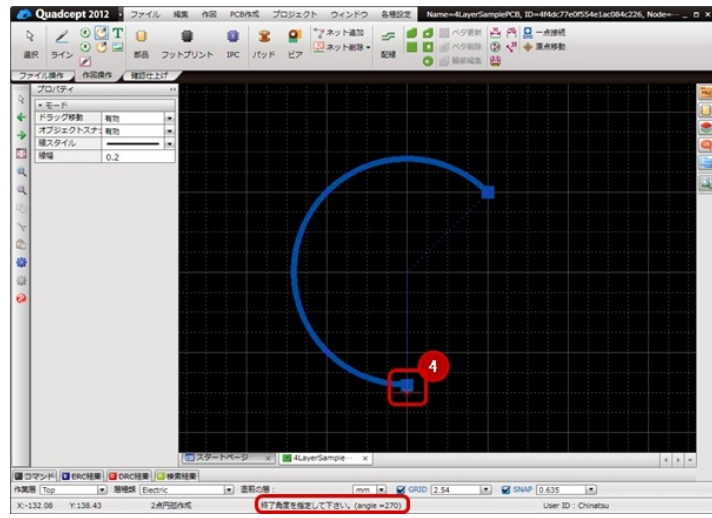 Quadcept 2012 ファイル 編集 作図 PCB作成 プロジェクト ウィンドウ 各種設定 Name=4LayerSamplePCB, ID=4f4dc77e0f554e1ac084c226, Node=…
T ネット追加 ベタ更新 一点接続
ネット削除 ベタ削除 原点移動
選択 ライン 部品 フットプリント IPC パッド ビア 配線 輪郭編集
ファイル操作 作図操作 確認仕上げ
プロパティ
モード
ドラッグ移動 有効
オブジェクトスナ 有効
線スタイル
線幅 0.2
4
スタートページ x 4LayerSample… x
コマンド ERC結果 DRC結果 検索結果
作業層 Top 層種類 Electric 直前の層: mm GRID 2.54 SNAP 0.635
X:-132.08 Y:138.43 2点円弧作成 終了角度を指定して下さい。(angle =270) User ID : Chinatsu